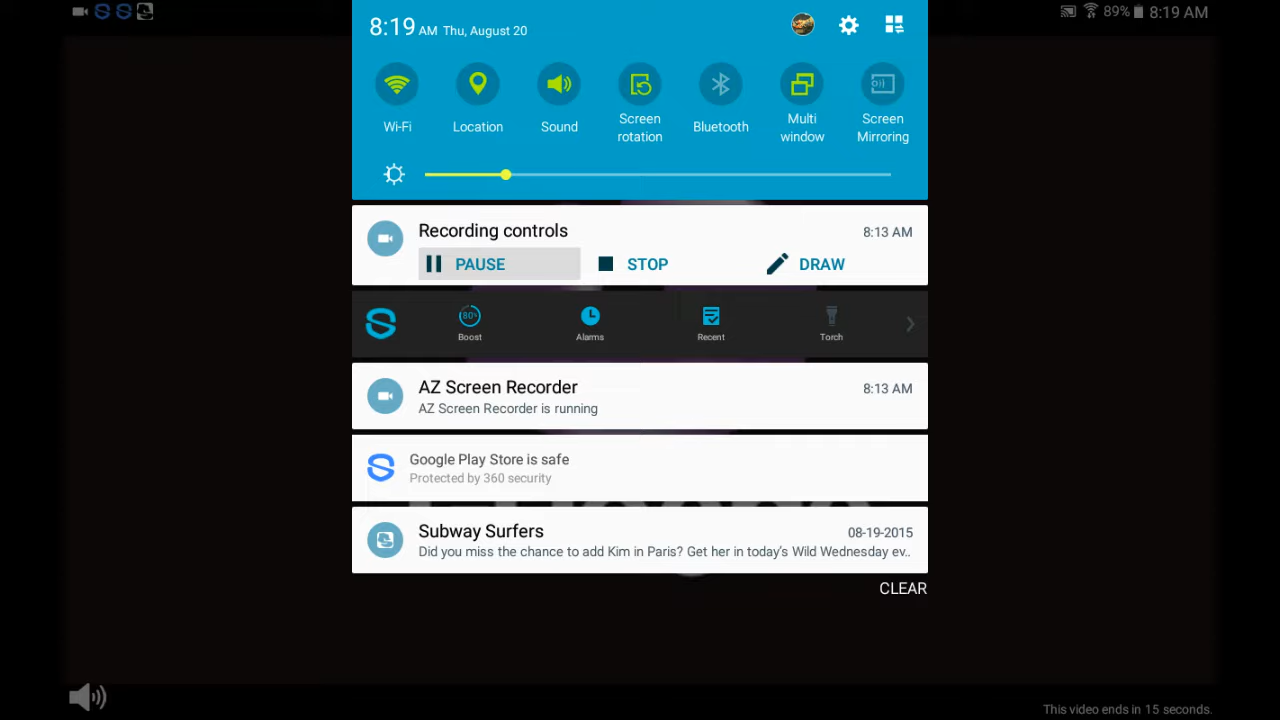 89% 8:19 AM
8:19 AM Thu, August 20
Wi-Fi
Location
Sound
Screen
rotation
Bluetooth
Multi
window
Screen
Mirroring
Recording controls 8:13 AM
PAUSE STOP DRAW
80%
Boost Alarms Recent Torch
AZ Screen Recorder 8:13 AM
AZ Screen Recorder is running
Google Play Store is safe
Protected by 360 security
Subway Surfers 08-19-2015
Did you miss the chance to add Kim in Paris? Get her in today's Wild Wednesday ev..
CLEAR
This video ends in 15 seconds.